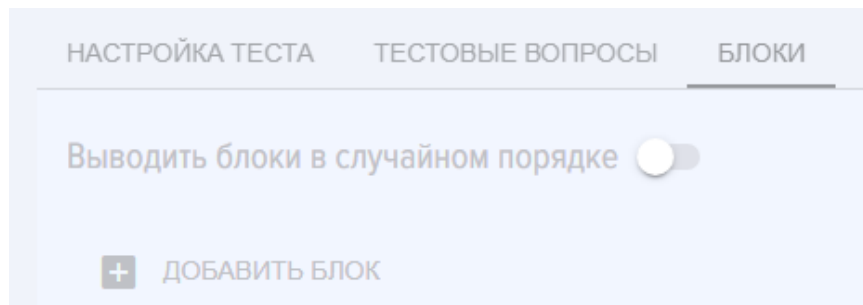 НАСТРОЙКА ТЕСТА ТЕСТОВЫЕ ВОПРОСЫ БЛОКИ
Выводить блоки в случайном порядке
ДОБАВИТЬ БЛОК